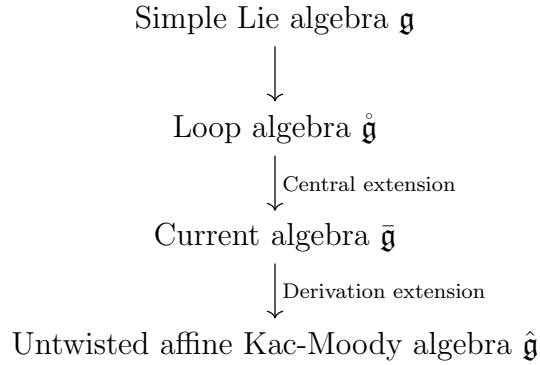 Simple Lie algebra 𝔤
Loop algebra 𝔤̊
Central extension
Current algebra 𝔤̄
Derivation extension
Untwisted affine Kac-Moody algebra 𝔤̂